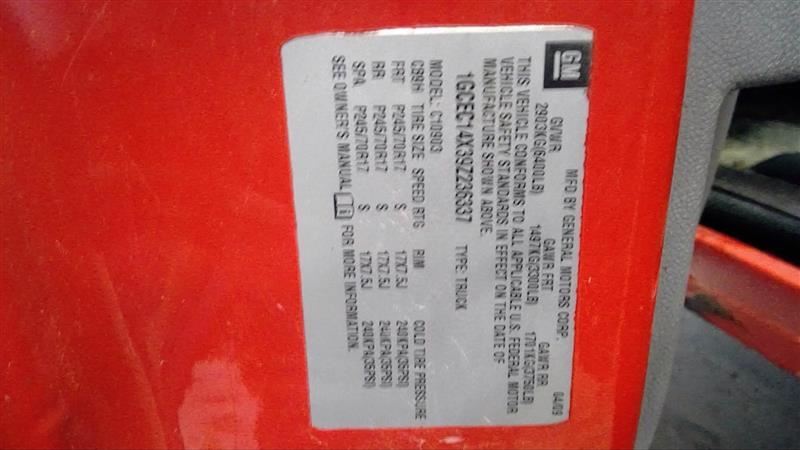 GM
MFD BY GENERAL MOTORS CORP. 04/09
GVWR GAWR FRT GAWR RR
2903KG(6400LB) 1497KG(3300LB) 1701KG(3750LB)
THIS VEHICLE CONFORMS TO ALL APPLICABLE U.S. FEDERAL MOTOR
VEHICLE SAFETY STANDARDS IN EFFECT ON THE DATE OF
MANUFACTURE SHOWN ABOVE.
1GCEC14X39Z236337 TYPE: TRUCK
MODEL: C10903
CB9H TIRE SIZE SPEED RTG RIM COLD TIRE PRESSURE
FRT P245/70R17 S 17X7.5J 240KPA(35PSI)
RR P245/70R17 S 17X7.5J 240KPA(35PSI)
SPA P245/70R17 S 17X7.5J 240KPA(35PSI)
SEE OWNER'S MANUAL FOR MORE INFORMATION.